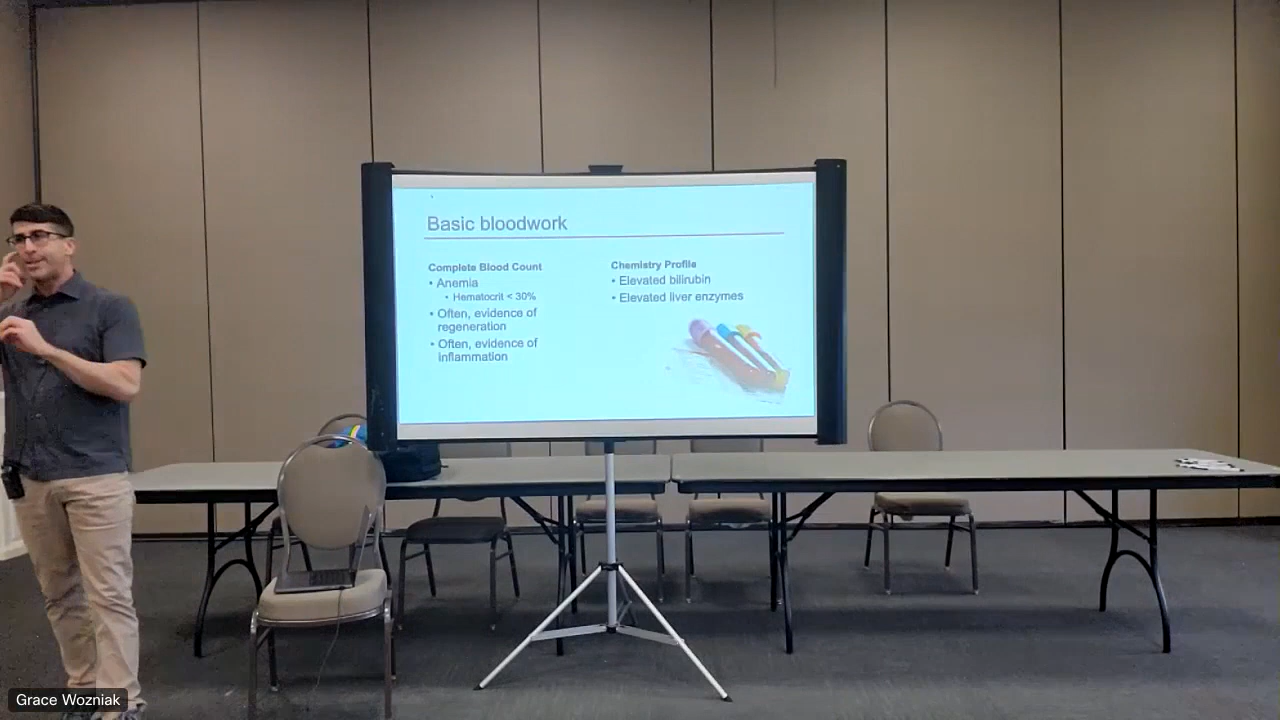 Basic bloodwork
Complete Blood Count
• Anemia
• Hematocrit < 30%
• Often, evidence of
regeneration
• Often, evidence of
inflammation
Chemistry Profile
• Elevated bilirubin
• Elevated liver enzymes
Grace Wozniak